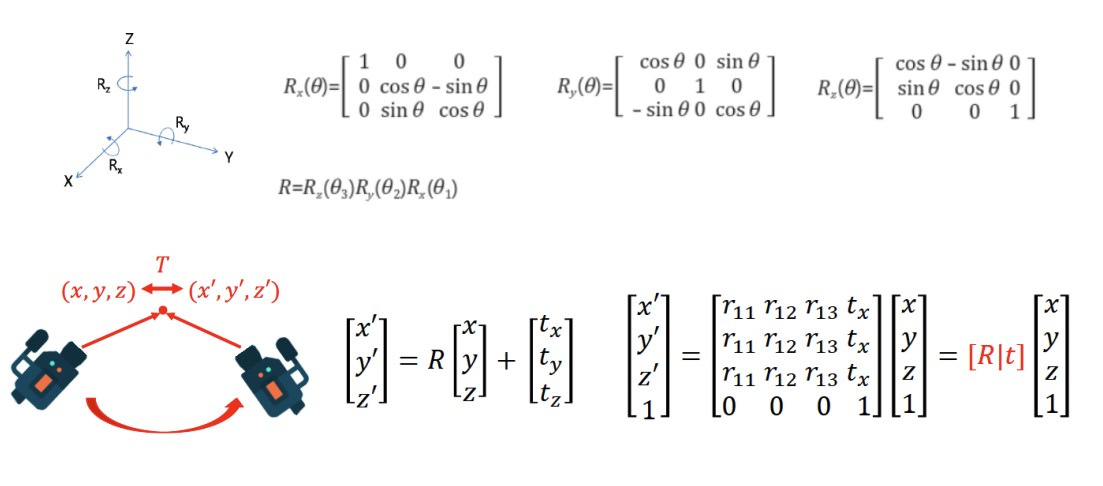 Z
R_z
R_y
Y
R_x
X
R_x(θ)=[1 0 0
0 cos θ - sin θ
0 sin θ cos θ]
R_y(θ)=[cos θ 0 sin θ
0 1 0
- sin θ 0 cos θ]
R_z(θ)=[cos θ - sin θ 0
sin θ cos θ 0
0 0 1]
R=R_z(θ_3)R_y(θ_2)R_x(θ_1)
T
(x, y, z) ↔ (x′, y′, z′)
[x′ y′ z′] = R [x y z] + [t_x t_y t_z]
[x′ y′ z′ 1] = [r_11 r_12 r_13 t_x
r_11 r_12 r_13 t_x
r_11 r_12 r_13 t_x
0 0 0 1] [x y z 1] = [R|t] [x y z 1]